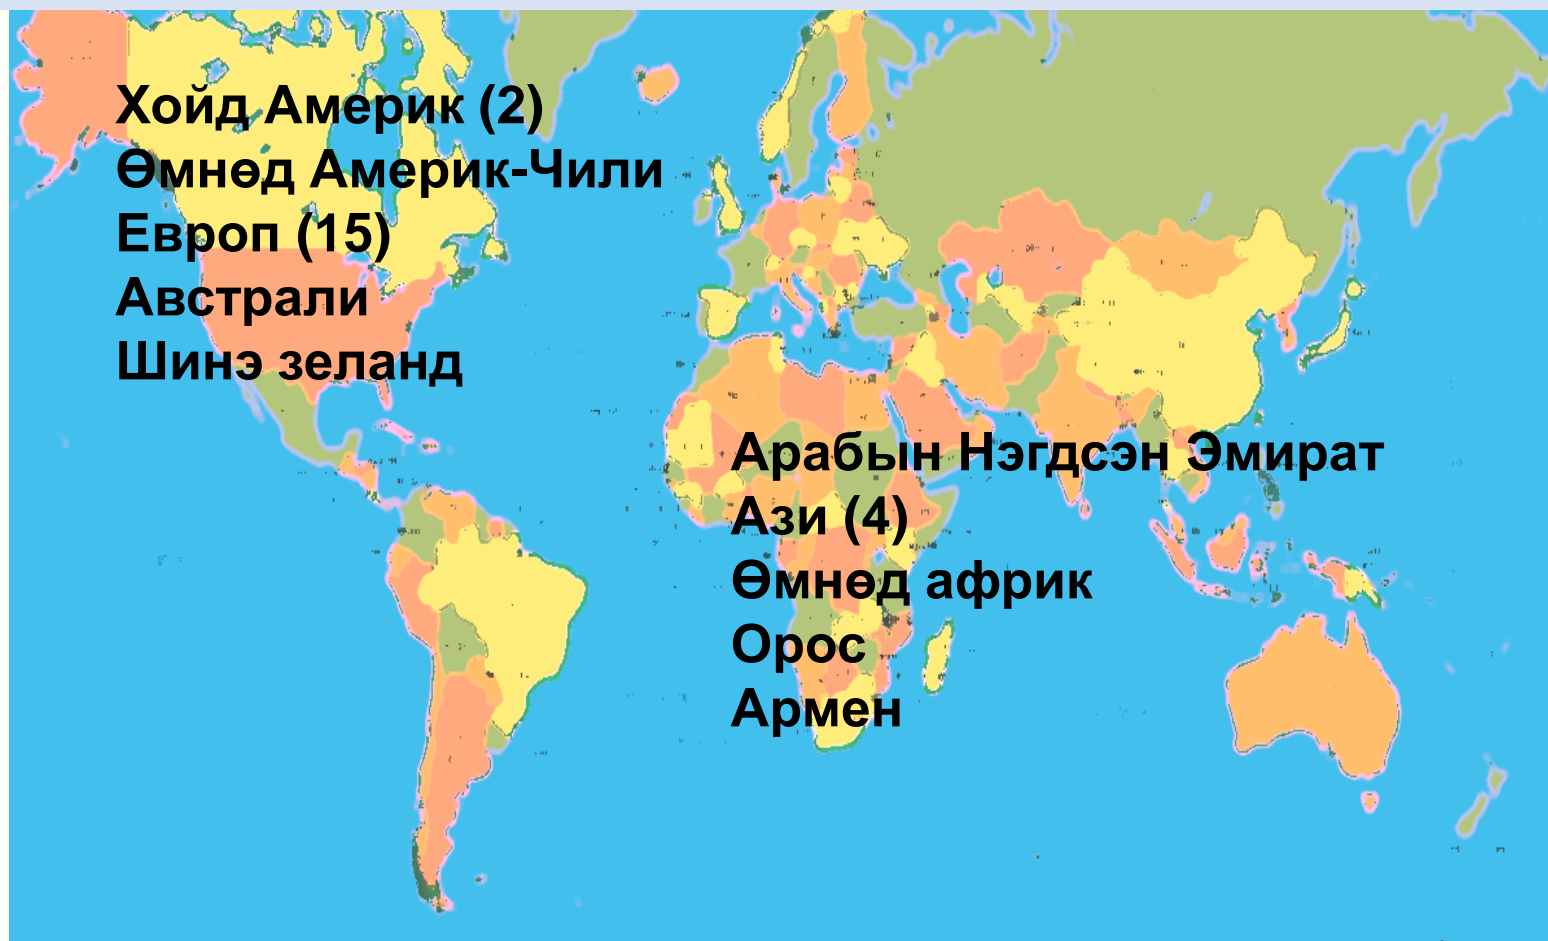 Хойд Америк (2)
Өмнөд Америк-Чили
Европ (15)
Австрали
Шинэ зеланд
Арабын Нэгдсэн Эмират
Ази (4)
Өмнөд африк
Орос
Армен